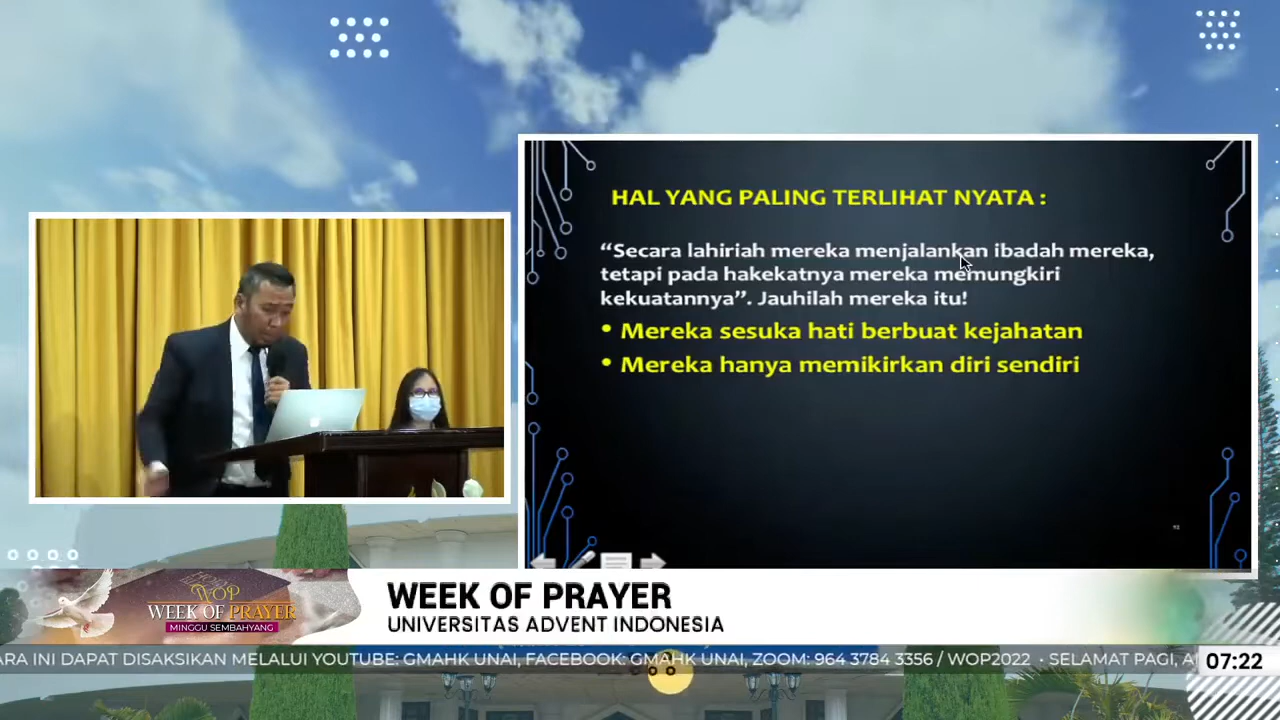 HAL YANG PALING TERLIHAT NYATA :
“Secara lahiriah mereka menjalankan ibadah mereka,
tetapi pada hakekatnya mereka memungkiri
kekuatannya”. Jauhilah mereka itu!
• Mereka sesuka hati berbuat kejahatan
• Mereka hanya memikirkan diri sendiri
WOP
WEEK OF PRAYER
MINGGU SEMBAHYANG
WEEK OF PRAYER
UNIVERSITAS ADVENT INDONESIA
ARA INI DAPAT DISAKSIKAN MELALUI YOUTUBE: GMAHK UNAI, FACEBOOK: GMAHK UNAI, ZOOM: 964 3784 3356 / WOP2022 · SELAMAT PAGI, A
07:22